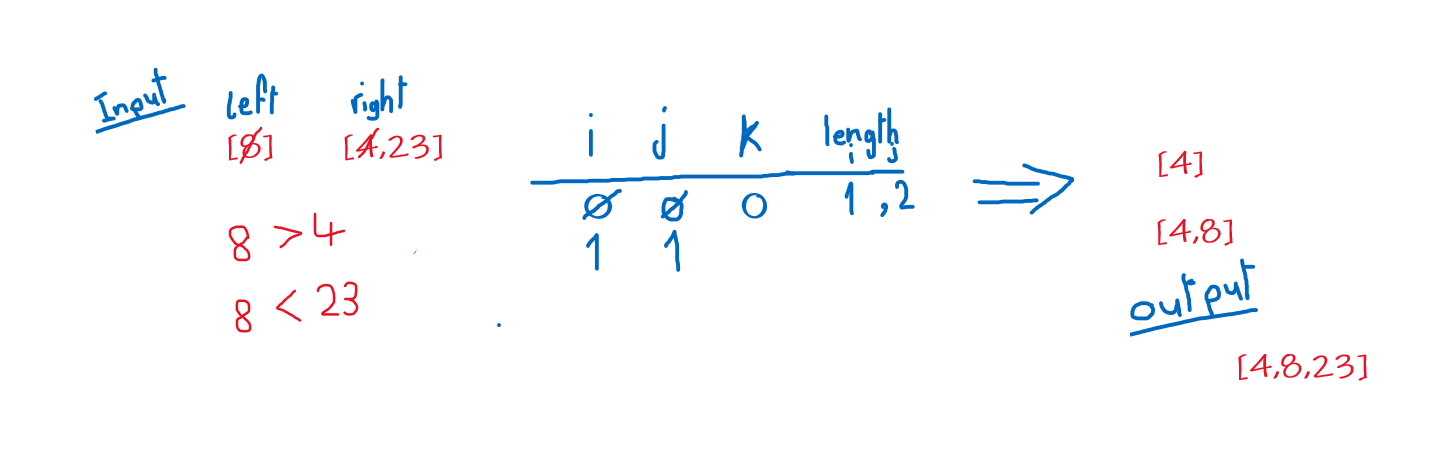 Input left right
[8] [4,23]
8 > 4
8 < 23
i j k length
i j
0 0 0 1 , 2
1 1
[4]
[4,8]
output
[4,8,23]